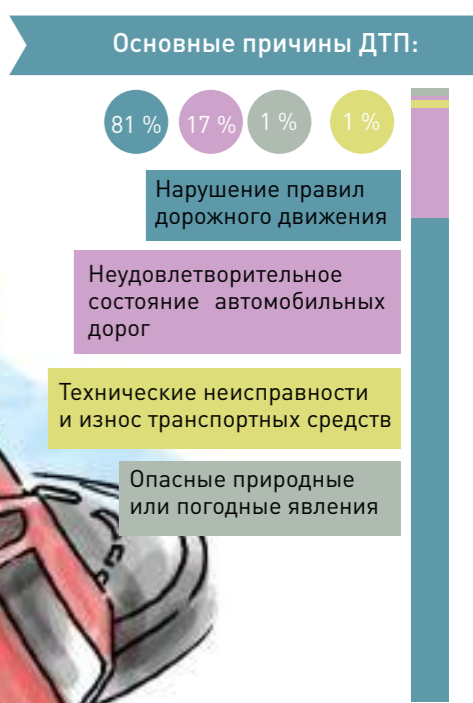 Основные причины ДТП:
81 % 17 % 1 % 1 %
Нарушение правил
дорожного движения
Неудовлетворительное
состояние автомобильных
дорог
Технические неисправности
и износ транспортных средств
Опасные природные
или погодные явления